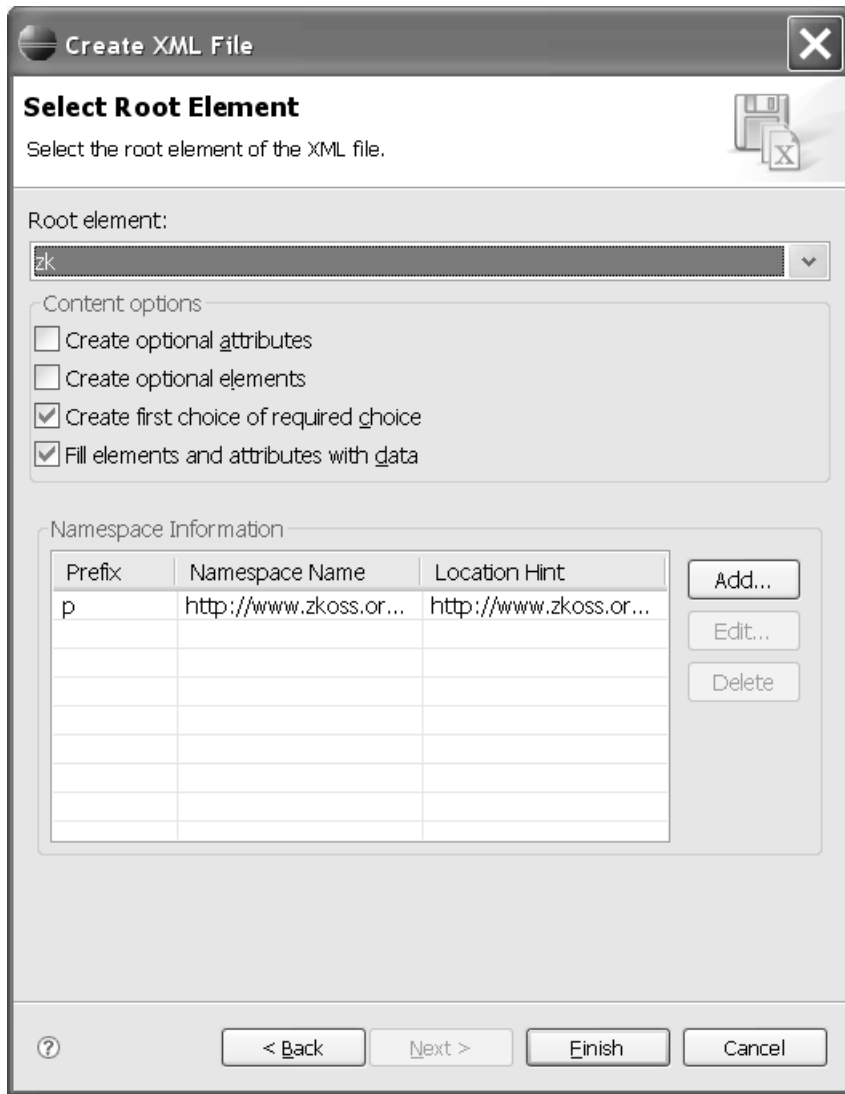 Create XML File
Select Root Element
Select the root element of the XML file.
X
Root element:
zk
Content options
Create optional attributes
Create optional elements
Create first choice of required choice
Fill elements and attributes with data
Namespace Information
Prefix Namespace Name Location Hint
p http://www.zkoss.or... http://www.zkoss.or...
Add...
Edit...
Delete
? < Back Next > Finish Cancel